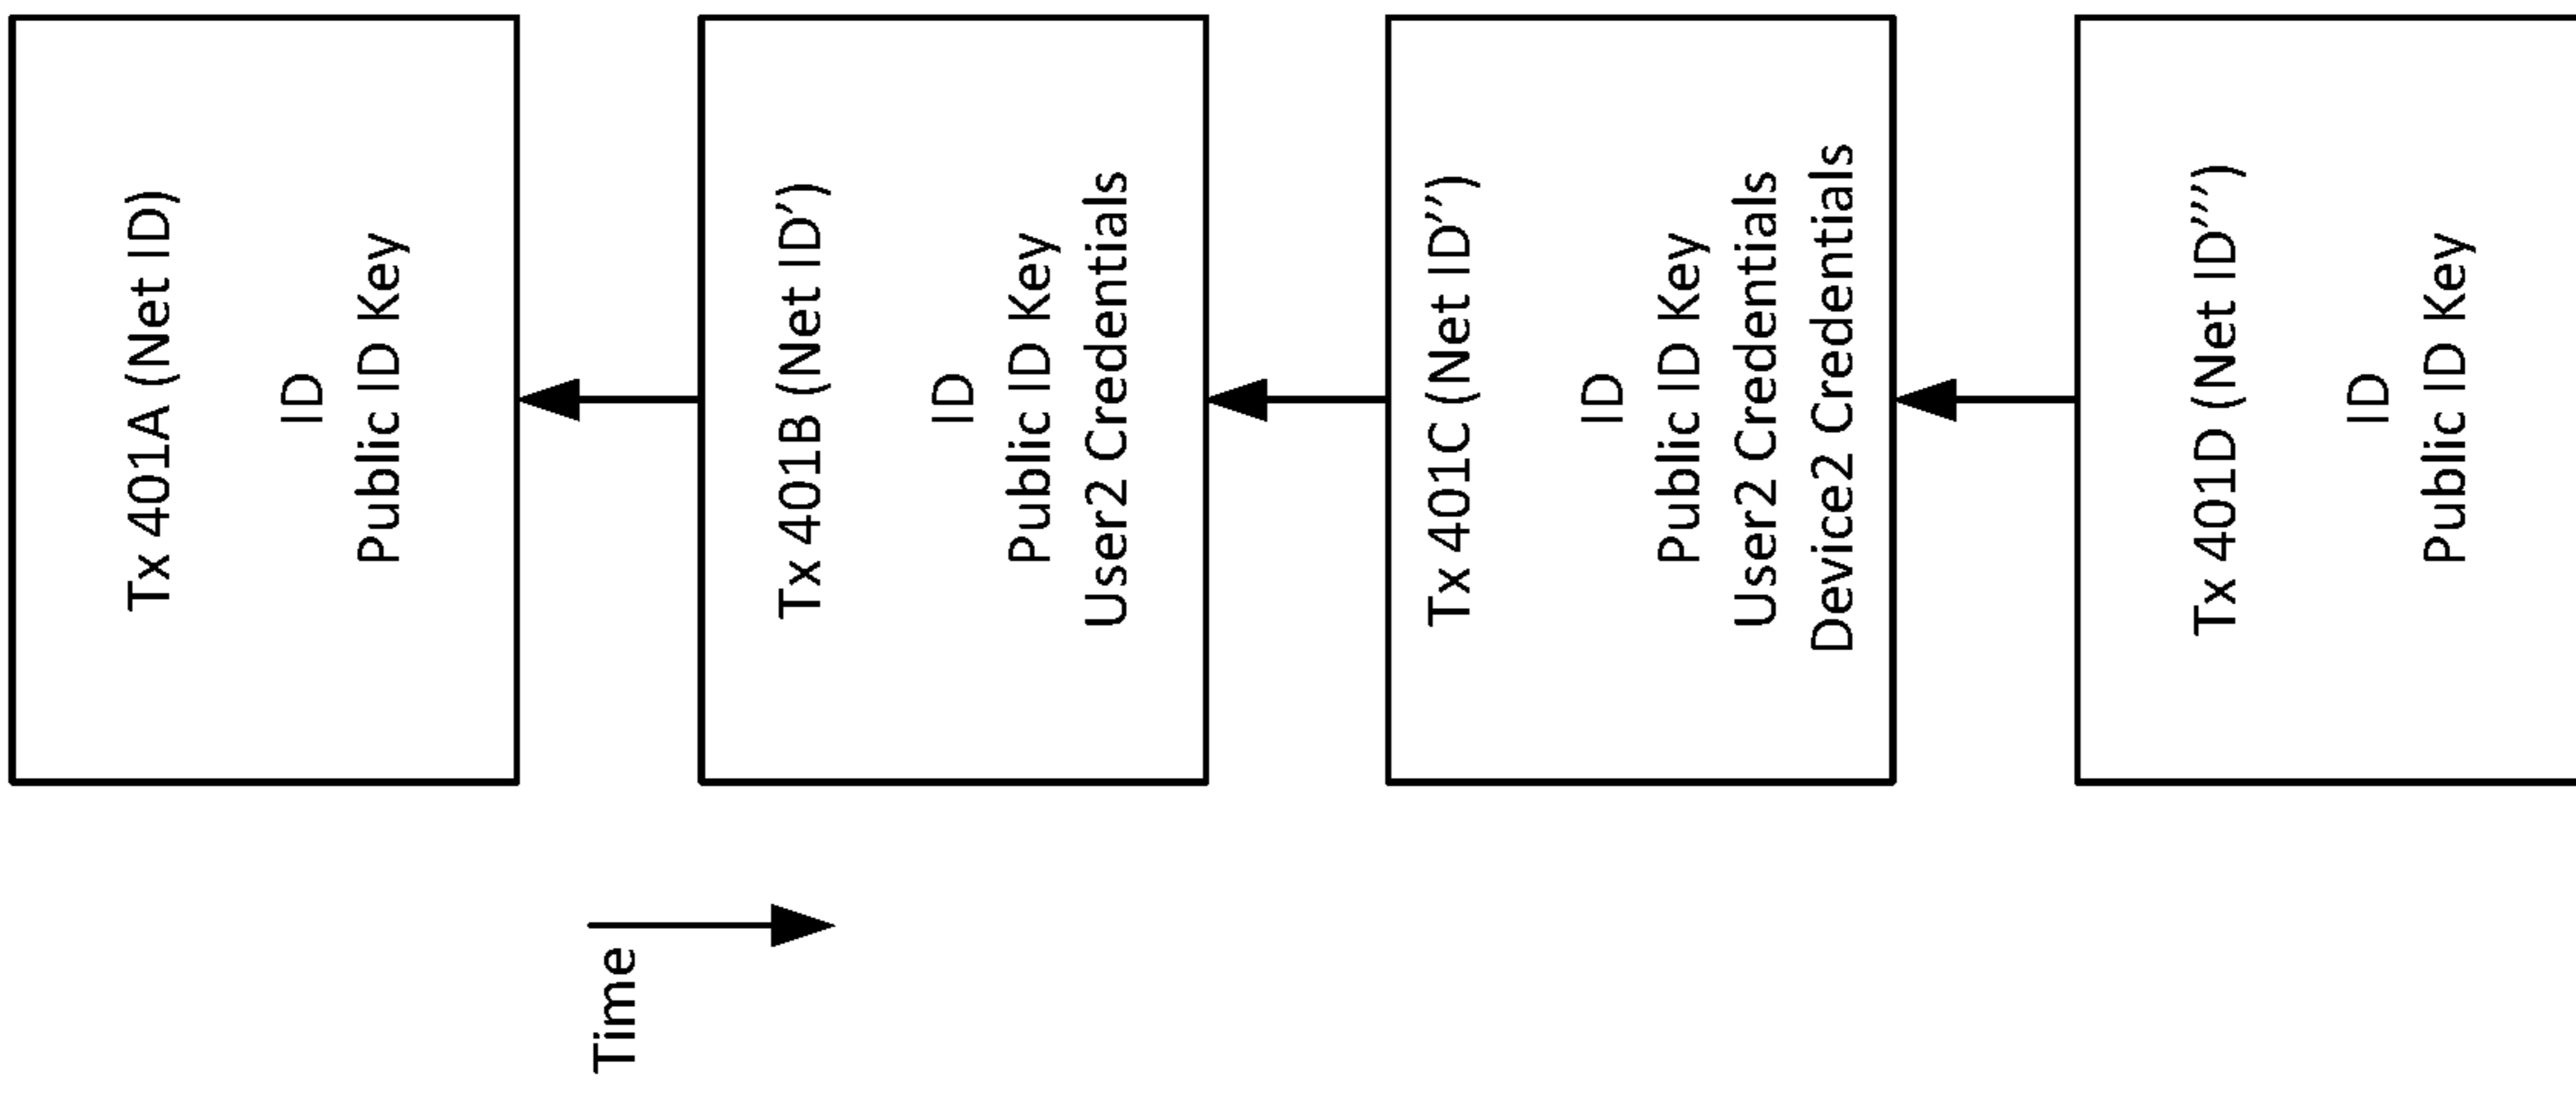 Tx 401A (Net ID)
ID
Public ID Key
Time
Tx 401B (Net ID′)
ID
Public ID Key
User2 Credentials
Tx 401C (Net ID′′)
ID
Public ID Key
User2 Credentials
Device2 Credentials
Tx 401D (Net ID′′′)
ID
Public ID Key